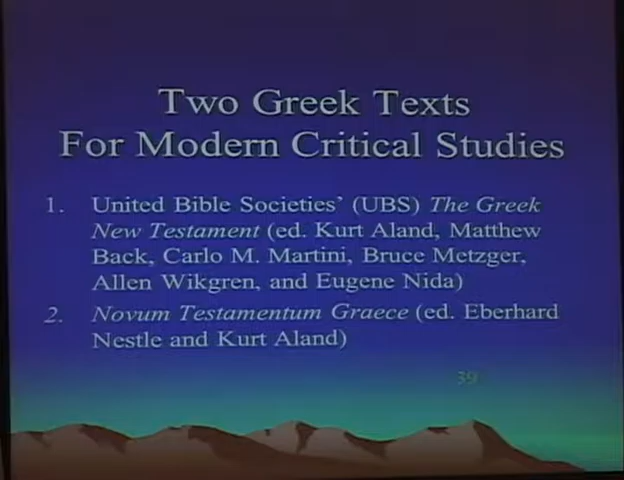 Two Greek Texts
For Modern Critical Studies
1. United Bible Societies' (UBS) The Greek
New Testament (ed. Kurt Aland, Matthew
Back, Carlo M. Martini, Bruce Metzger,
Allen Wikgren, and Eugene Nida)
2. Novum Testamentum Graece (ed. Eberhard
Nestle and Kurt Aland)
39